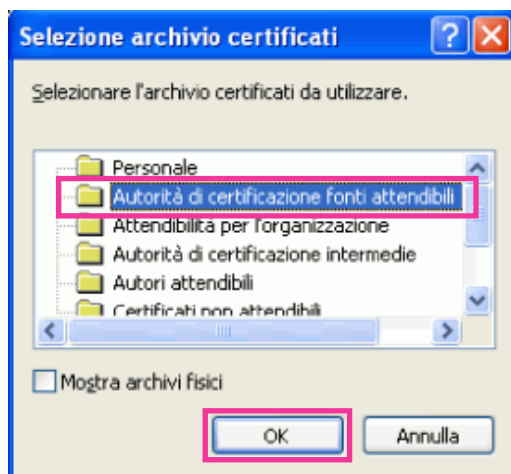 Selezione archivio certificati
Selezionare l'archivio certificati da utilizzare.
Personale
Autorità di certificazione fonti attendibili
Attendibilità per l'organizzazione
Autorità di certificazione intermedie
Autori attendibili
Certificati non attendibili
Mostra archivi fisici
OK Annulla